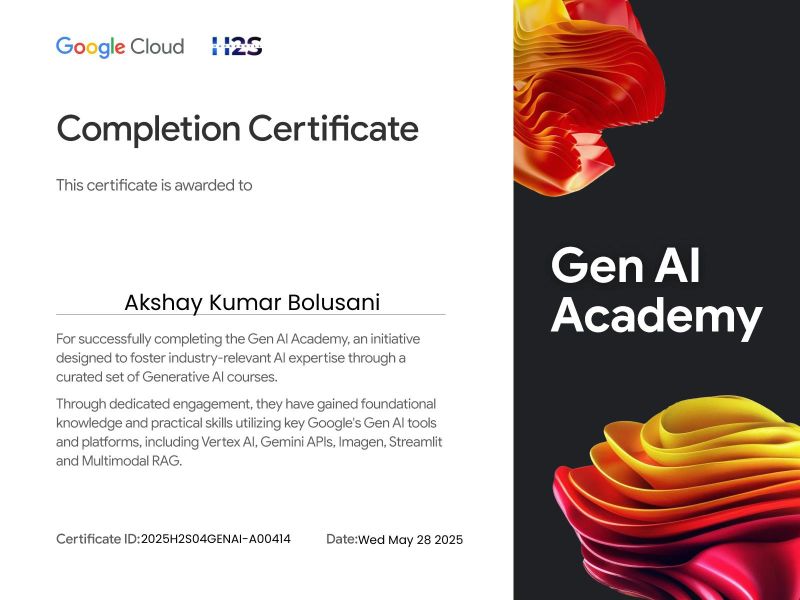 Google Cloud H2S
Completion Certificate
This certificate is awarded to
Akshay Kumar Bolusani
For successfully completing the Gen AI Academy, an initiative
designed to foster industry-relevant AI expertise through a
curated set of Generative AI courses.
Through dedicated engagement, they have gained foundational
knowledge and practical skills utilizing key Google's Gen AI tools
and platforms, including Vertex AI, Gemini APIs, Imagen, Streamlit
and Multimodal RAG.
Certificate ID:2025H2S04GENAI-A00414 Date:Wed May 28 2025
Gen AI
Academy